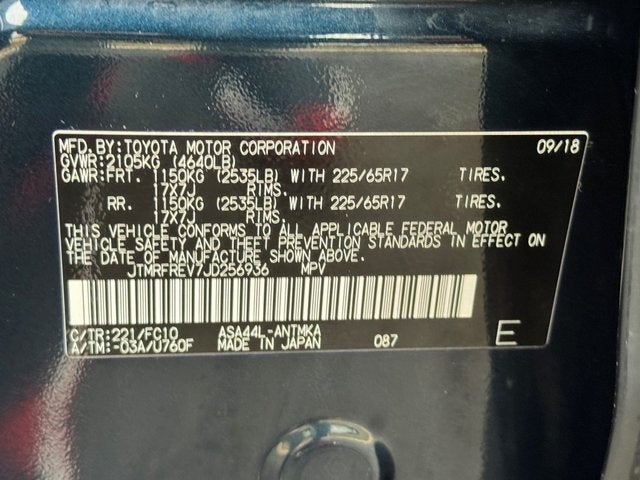 MFD.BY:TOYOTA MOTOR CORPORATION 09/18
GVWR:2105KG (4640LB)
GAWR:FRT. 1150KG (2535LB) WITH 225/65R17 TIRES.
17X7J RIMS.
RR. 1150KG (2535LB) WITH 225/65R17 TIRES.
17X7J RIMS.
THIS VEHICLE CONFORMS TO ALL APPLICABLE FEDERAL MOTOR
VEHICLE SAFETY AND THEFT PREVENTION STANDARDS IN EFFECT ON
THE DATE OF MANUFACTURE SHOWN ABOVE.
JTMRFREV7JD256936 MPV
C/TR:221/FC10 ASA44L-ANTMKA
A/TM:-03A/U760F MADE IN JAPAN 087 E